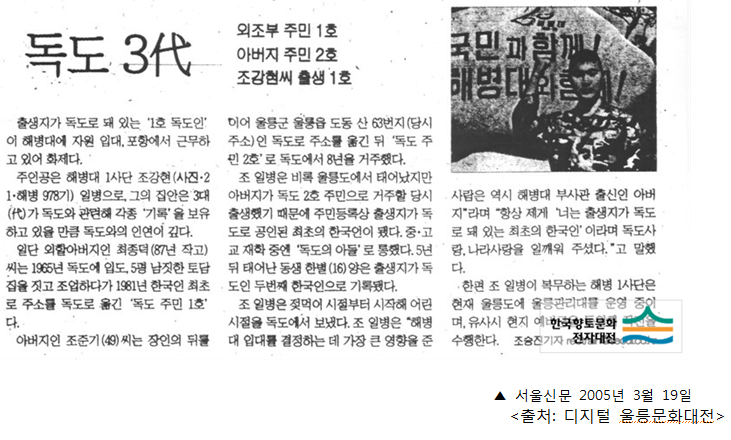 독도 3代
외조부 주민 1호
아버지 주민 2호
조강현씨 출생 1호
출생지가 독도로 돼 있는 '1호 독도인'
이 해병대에 자원 입대, 포항에서 근무하
고 있어 화제다.
주인공은 해병대 1사단 조강현(사진·2
1·해병 978기) 일병으로, 그의 집안은 3대
(代)가 독도와 관련해 각종 '기록'을 보유
하고 있을 만큼 독도와의 인연이 깊다.
일단 외할아버지인 최종덕(87년 작고)
씨는 1965년 독도에 입도, 5평 남짓한 토담
집을 짓고 조업하다가 1981년 한국인 최초
로 주소를 독도로 옮긴 '독도 주민 1호'
다.
아버지인 조준기(49)씨는 장인의 뒤를
이어 울릉군 울릉읍 도동 산 63번지(당시
주소)인 독도로 주소를 옮긴 뒤 '독도 주
민 2호'로 독도에서 8년을 거주했다.
조 일병은 비록 울릉도에서 태어났지만
아버지가 독도 2호 주민으로 거주할 당시
출생했기 때문에 주민등록상 출생지가 독
도로 공인된 최초의 한국인이 됐다. 중·고
교 재학 중엔 '독도의 아들'로 통했다. 5년
뒤 태어난 동생 한별(16)양은 출생지가 독
도인 두번째 한국인으로 기록됐다.
조 일병은 젖먹이 시절부터 시작해 어린
시절을 독도에서 보냈다. 조 일병은 "해병
대 입대를 결정하는 데 가장 큰 영향을 준
국민과 함께!
해병대와 함께!
사람은 역시 해병대 부사관 출신인 아버
지"라며 "항상 제게 '너는 출생지가 독도
로 돼 있는 최초의 한국인'이라며 독도사
랑, 나라사랑을 일깨워 주셨다."고 말했
다.
한편 조 일병이 복무하는 해병 1사단은
현재 울릉도에 울릉관리대를 운영 중이
며, 유사시 현지
수행한다. 조승진기자
한국향토문화
전자대전
▲ 서울신문 2005년 3월 19일
<출처: 디지털 울릉문화대전>